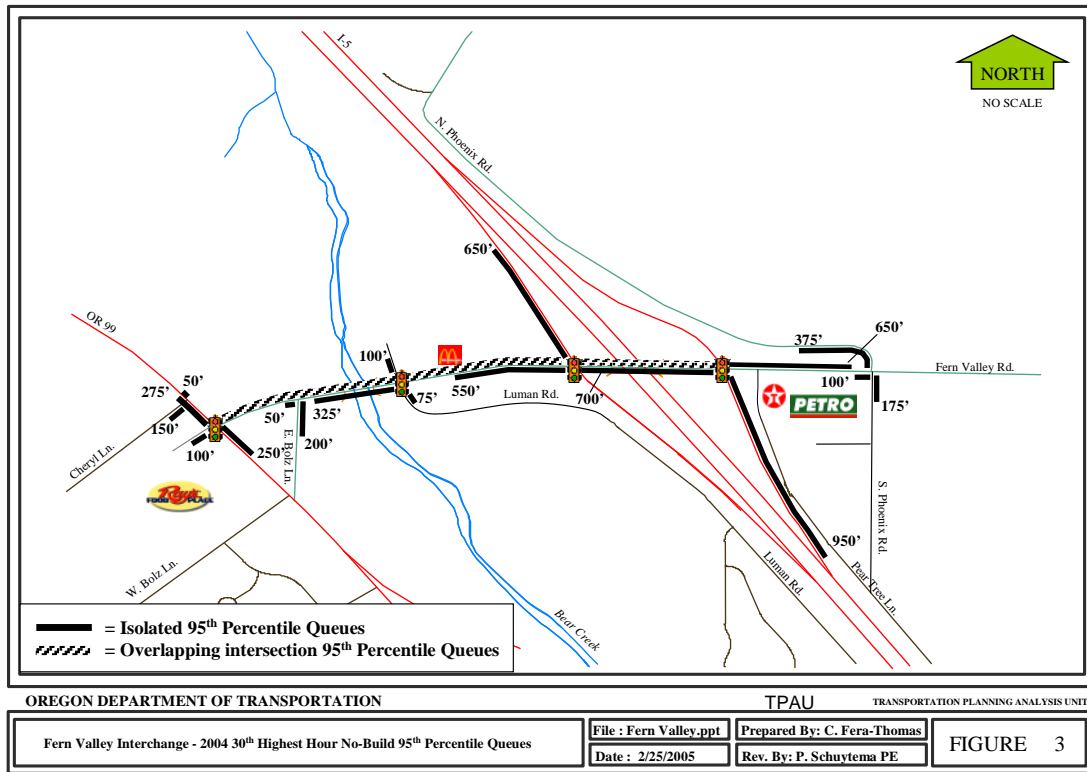 I-5
NORTH
NO SCALE
N. Phoenix Rd.
650'
OR 99
375'
650'
100'
Fern Valley Rd.
50'
275'
550'
Luman Rd.
700'
100'
175'
PETRO
75'
50'
325'
150'
E. Bolz Ln.
200'
Cheryl Ln.
100'
250'
FOOD PLACE
S. Phoenix Rd.
950'
W. Bolz Ln.
Luman Rd.
Pear Tree Ln.
Bear Creek
= Isolated 95th Percentile Queues
= Overlapping intersection 95th Percentile Queues
OREGON DEPARTMENT OF TRANSPORTATION
TPAU
TRANSPORTATION PLANNING ANALYSIS UNIT
Fern Valley Interchange - 2004 30th Highest Hour No-Build 95th Percentile Queues
File : Fern Valley.ppt
Prepared By: C. Fera-Thomas
FIGURE 3
Date : 2/25/2005
Rev. By: P. Schuytema PE